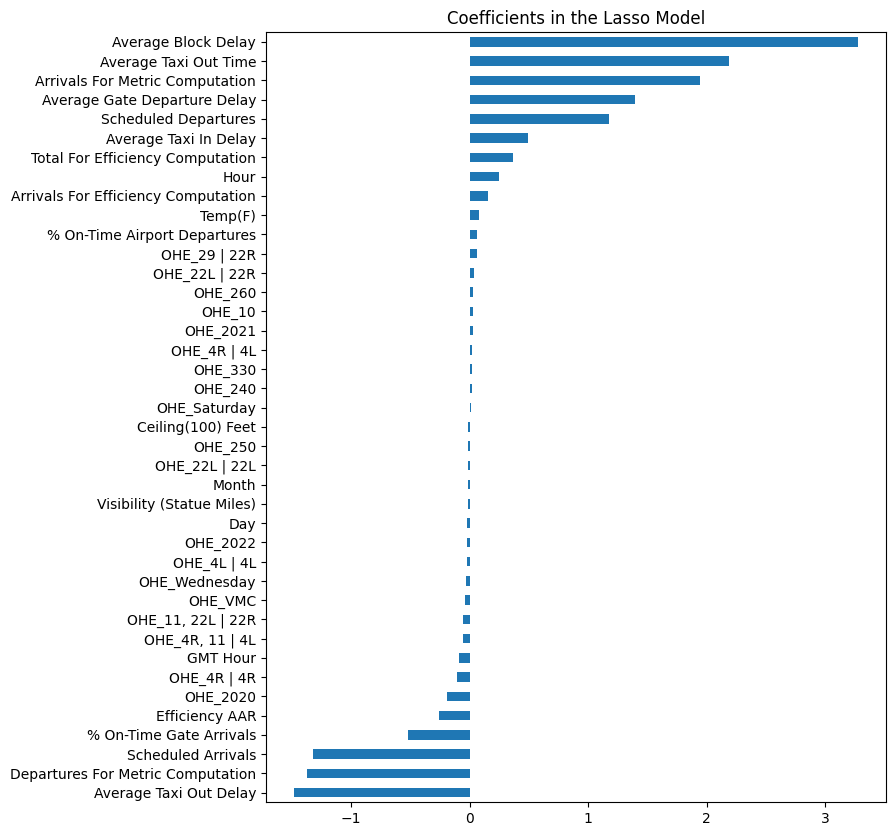 Coefficients in the Lasso Model
Average Block Delay
Average Taxi Out Time
Arrivals For Metric Computation
Average Gate Departure Delay
Scheduled Departures
Average Taxi In Delay
Total For Efficiency Computation
Hour
Arrivals For Efficiency Computation
Temp(F)
% On-Time Airport Departures
OHE_29 | 22R
OHE_22L | 22R
OHE_260
OHE_10
OHE_2021
OHE_4R | 4L
OHE_330
OHE_240
OHE_Saturday
Ceiling(100) Feet
OHE_250
OHE_22L | 22L
Month
Visibility (Statue Miles)
Day
OHE_2022
OHE_4L | 4L
OHE_Wednesday
OHE_VMC
OHE_11, 22L | 22R
OHE_4R, 11 | 4L
GMT Hour
OHE_4R | 4R
OHE_2020
Efficiency AAR
% On-Time Gate Arrivals
Scheduled Arrivals
Departures For Metric Computation
Average Taxi Out Delay
−1 0 1 2 3